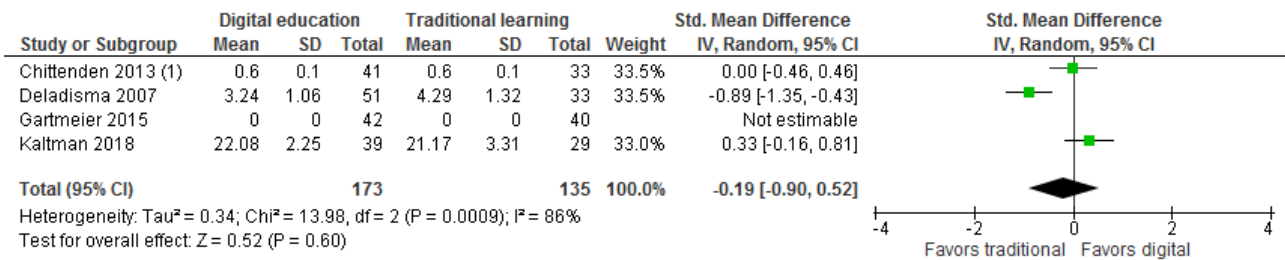 Digital education Traditional learning Std. Mean Difference Std. Mean Difference
Study or Subgroup Mean SD Total Mean SD Total Weight IV, Random, 95% CI IV, Random, 95% CI
Chittenden 2013 (1) 0.6 0.1 41 0.6 0.1 33 33.5% 0.00 [-0.46, 0.46]
Deladisma 2007 3.24 1.06 51 4.29 1.32 33 33.5% -0.89 [-1.35, -0.43]
Gartmeier 2015 0 0 42 0 0 40 Not estimable
Kaltman 2018 22.08 2.25 39 21.17 3.31 29 33.0% 0.33 [-0.16, 0.81]
Total (95% CI) 173 135 100.0% -0.19 [-0.90, 0.52]
Heterogeneity: Tau² = 0.34; Chi² = 13.98, df = 2 (P = 0.0009); I² = 86%
Test for overall effect: Z = 0.52 (P = 0.60)
-4 -2 0 2 4
Favors traditional Favors digital